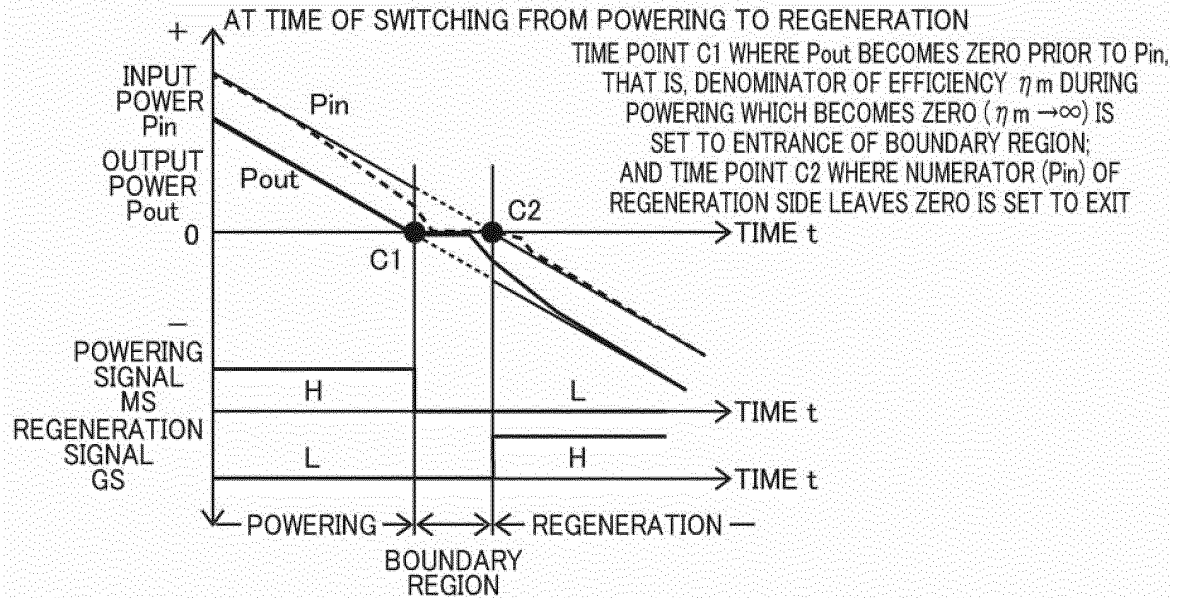 AT TIME OF SWITCHING FROM POWERING TO REGENERATION
TIME POINT C1 WHERE Pout BECOMES ZERO PRIOR TO Pin,
THAT IS, DENOMINATOR OF EFFICIENCY ηm DURING
POWERING WHICH BECOMES ZERO (ηm →∞) IS
SET TO ENTRANCE OF BOUNDARY REGION;
AND TIME POINT C2 WHERE NUMERATOR (Pin) OF
REGENERATION SIDE LEAVES ZERO IS SET TO EXIT
+
INPUT
POWER
Pin
OUTPUT
POWER
Pout
0
−
Pin
Pout
C1
C2
TIME t
POWERING
SIGNAL
MS
H
L
TIME t
REGENERATION
SIGNAL
GS
L
H
TIME t
POWERING
BOUNDARY
REGION
REGENERATION